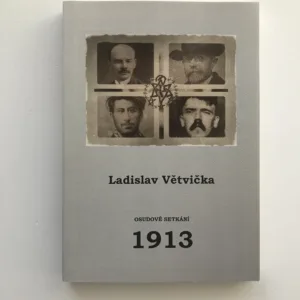 Ladislav Větvička
OSUDOVÉ SETKÁNÍ
1913